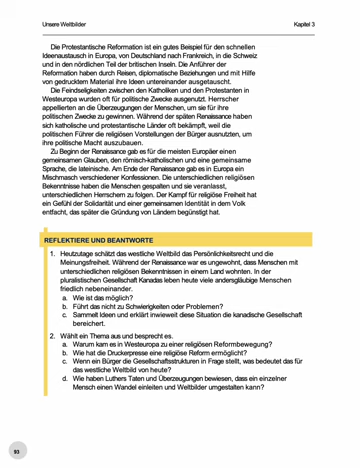 Unsere Weltbilder
Kapitel 3
Die Protestantische Reformation ist ein gutes Beispiel für den schnellen
Ideenaustausch in Europa, von Deutschland nach Frankreich, in die Schweiz
und in den nördlichen Teil der britischen Inseln. Die Anführer der
Reformation haben durch Reisen, diplomatische Beziehungen und mit Hilfe
von gedrucktem Material ihre Ideen untereinander ausgetauscht.
Die Feindseligkeiten zwischen den Katholiken und den Protestanten in
Westeuropa wurden oft für politische Zwecke ausgenutzt. Herrscher
appellierten an die Überzeugungen der Menschen, um sie für ihre
politischen Zwecke zu gewinnen. Während der späten Renaissance haben
sich katholische und protestantische Länder oft bekämpft, weil die
politischen Führer die religiösen Vorstellungen der Bürger ausnutzten, um
ihre politische Macht auszubauen.
Zu Beginn der Renaissance gab es für die meisten Europäer einen
gemeinsamen Glauben, den römisch-katholischen und eine gemeinsame
Sprache, die lateinische. Am Ende der Renaissance gab es in Europa ein
Mischmasch verschiedener Konfessionen. Die unterschiedlichen religiösen
Bekenntnisse haben die Menschen gespalten und sie veranlasst,
unterschiedlichen Herrschern zu folgen. Der Kampf für religiöse Freiheit hat
ein Gefühl der Solidarität und einer gemeinsamen Identität in dem Volk
entfacht, das später die Gründung von Ländern begünstigt hat.
REFLEKTIERE UND BEANTWORTE
1. Heutzutage schätzt das westliche Weltbild das Persönlichkeitsrecht und die
Meinungsfreiheit. Während der Renaissance war es ungewohnt, dass Menschen mit
unterschiedlichen religiösen Bekenntnissen in einem Land wohnten. In der
pluralistischen Gesellschaft Kanadas leben heute viele andersgläubige Menschen
friedlich nebeneinander.
a. Wie ist das möglich?
b. Führt das nicht zu Schwierigkeiten oder Problemen?
c. Sammelt Ideen und erklärt inwieweit diese Situation die kanadische Gesellschaft
bereichert.
2. Wählt ein Thema aus und besprecht es.
a. Warum kam es in Westeuropa zu einer religiösen Reformbewegung?
b. Wie hat die Druckerpresse eine religiöse Reform ermöglicht?
c. Wenn ein Bürger die Gesellschaftsstrukturen in Frage stellt, was bedeutet das für
das westliche Weltbild von heute?
d. Wie haben Luthers Taten und Überzeugungen bewiesen, dass ein einzelner
Mensch einen Wandel einleiten und Weltbilder umgestalten kann?
93